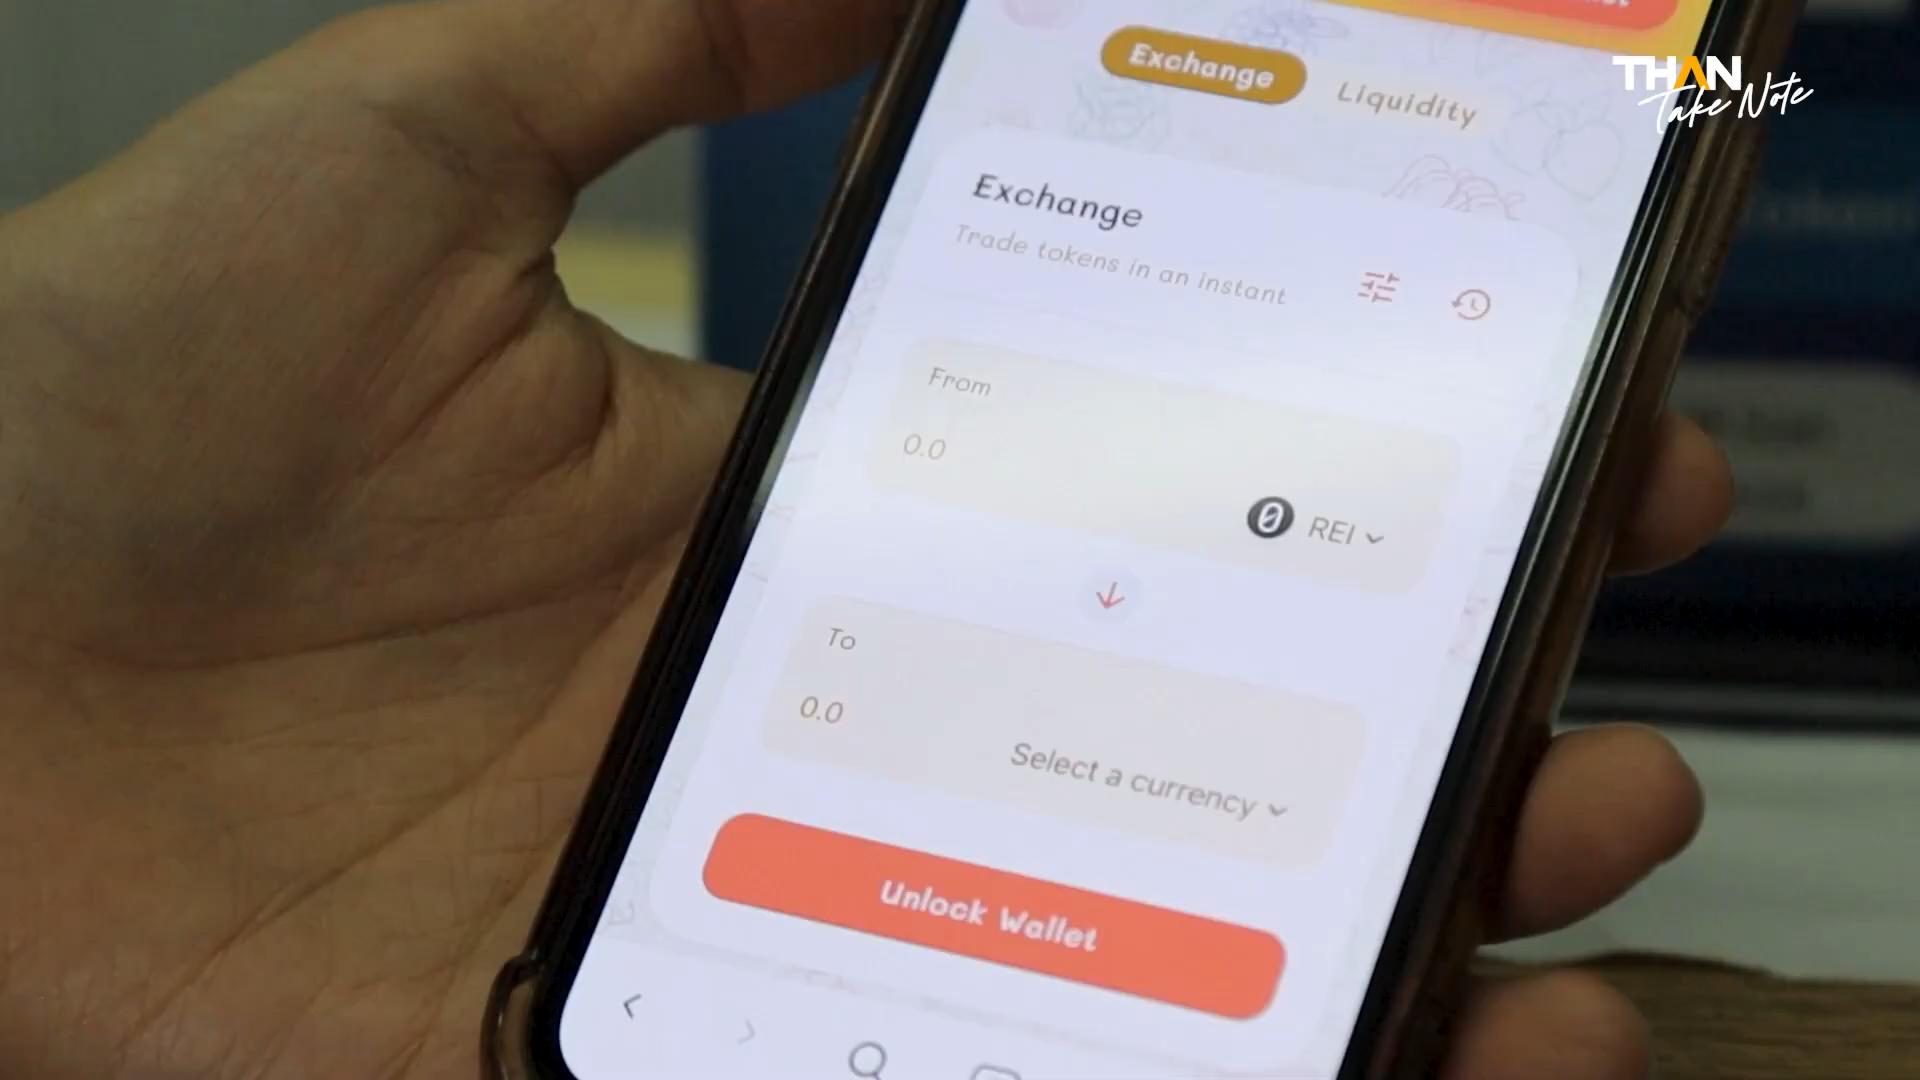 THAN
Take Note
Exchange
Liquidity
Exchange
Trade tokens in an instant
From
0.0
REI
To
0.0
Select a currency
Unlock Wallet